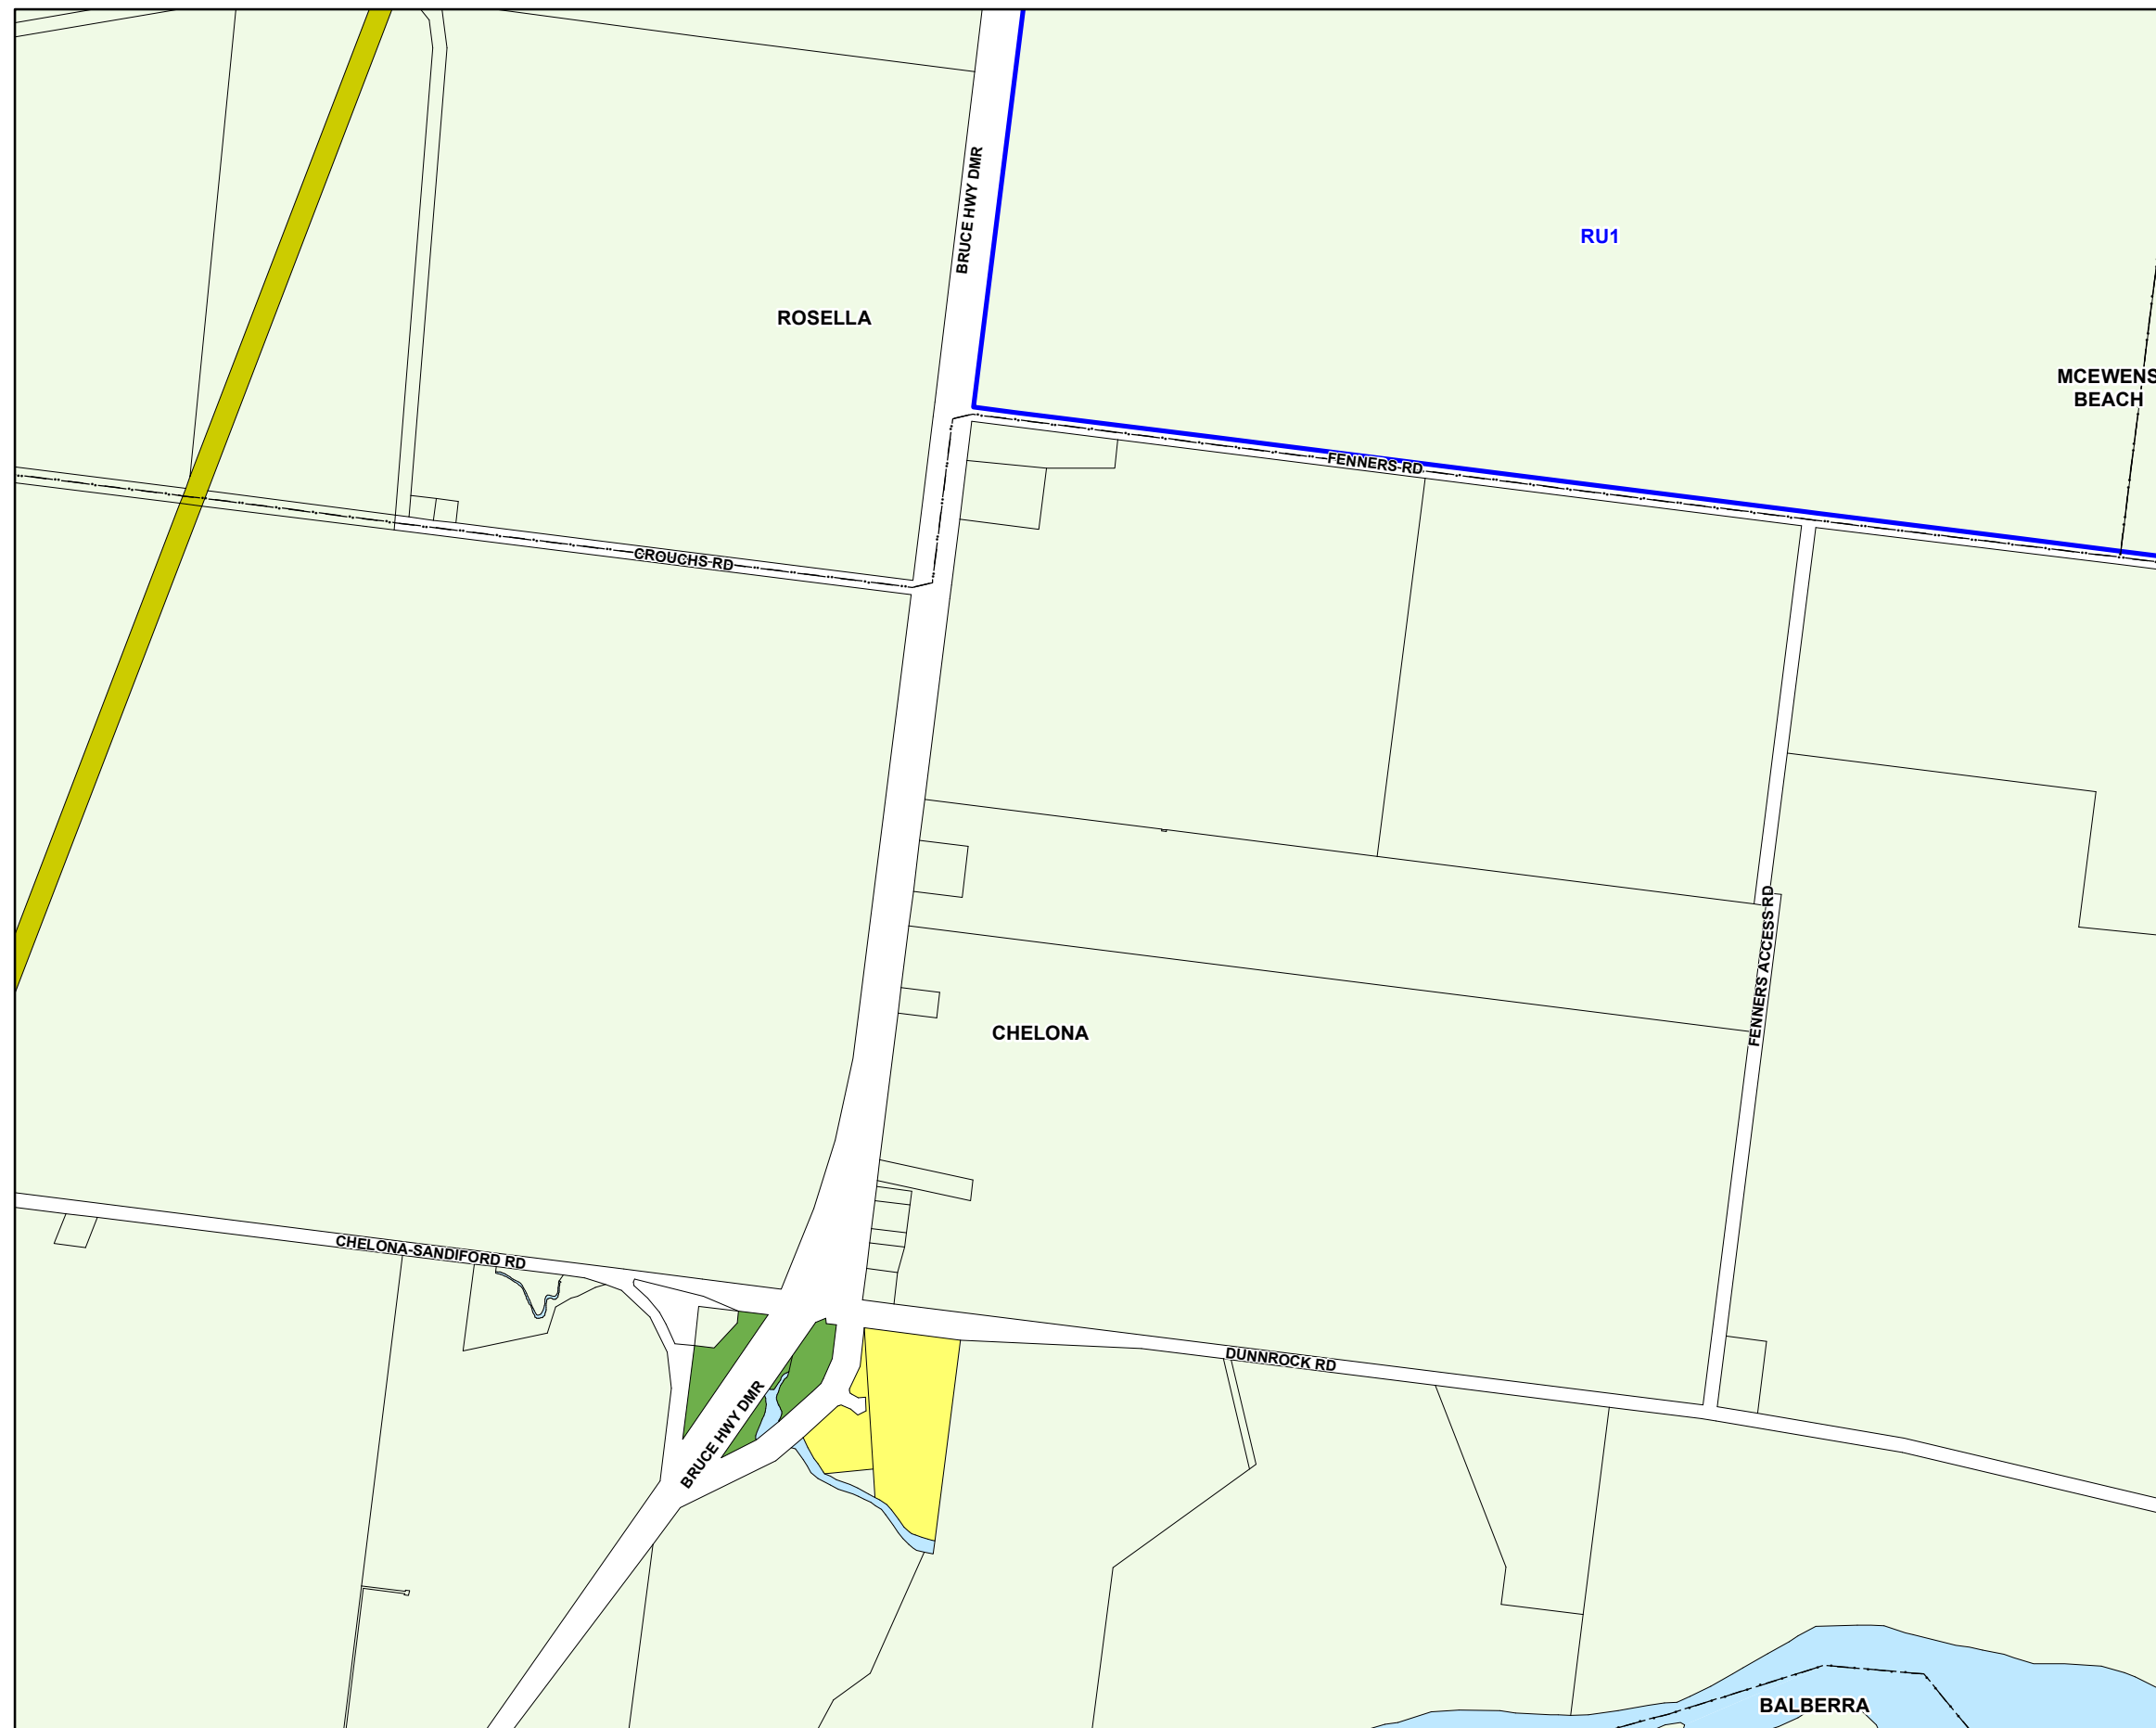 BRUCE HWY DMR
RU1
ROSELLA
MCEWENS
BEACH
FENNERS RD
CROUCHS RD
FENNERS ACCESS RD
CHELONA
CHELONA-SANDIFORD RD
DUNNROCK RD
BRUCE HWY DMR
BALBERRA